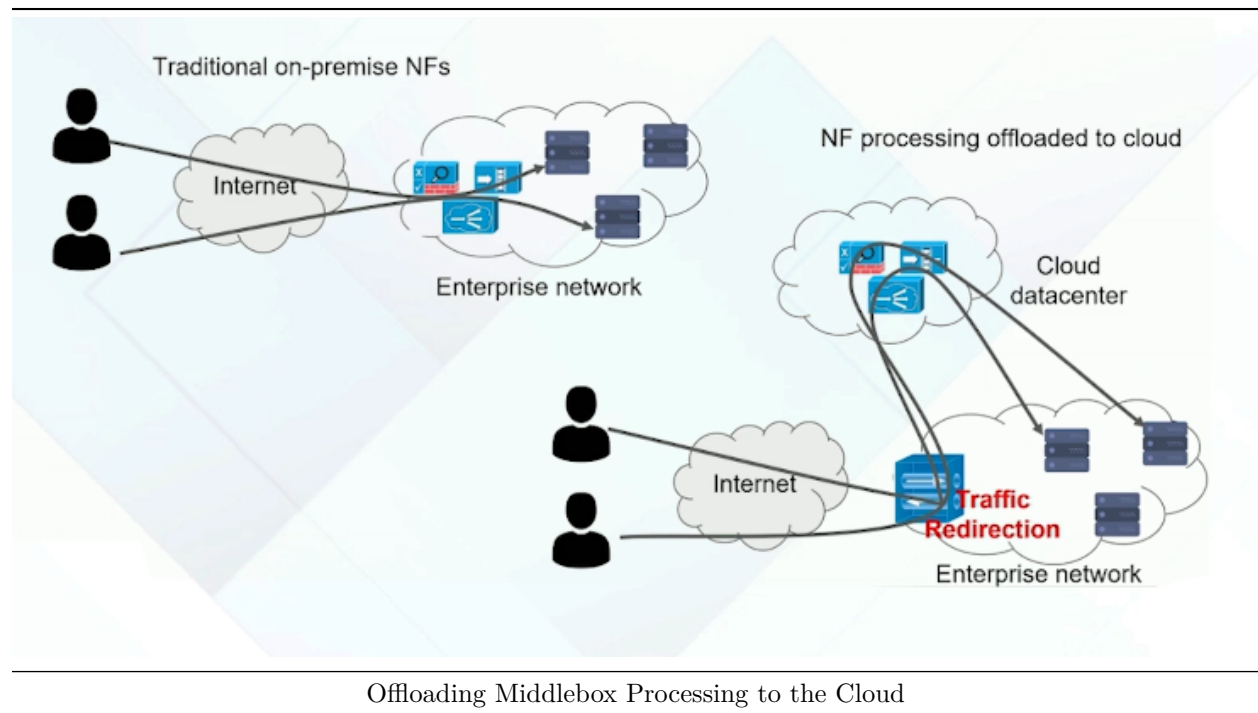 Traditional on-premise NFs
Internet
Enterprise network
NF processing offloaded to cloud
Cloud
datacenter
Internet
Traffic
Redirection
Enterprise network
Offloading Middlebox Processing to the Cloud